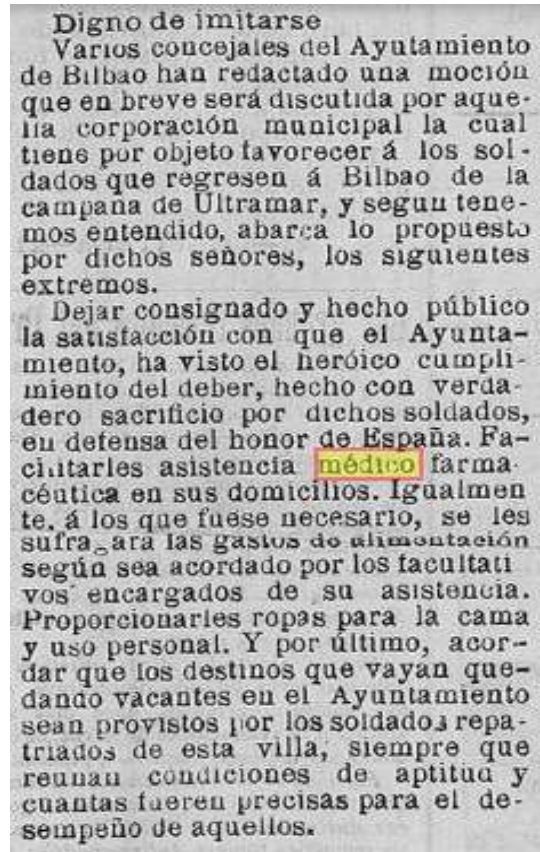 Digno de imitarse
Varios concejales del Ayutamiento
de Bilbao han redactado una moción
que en breve será discutida por aque-
lla corporación municipal la cual
tiene por objeto favorecer á los sol-
dados que regresen á Bilbao de la
campaña de Ultramar, y segun tene-
mos entendido, abarca lo propuesto
por dichos señores, los siguientes
extremos.
Dejar consignado y hecho público
la satisfacción con que el Ayunta-
miento, ha visto el heróico cumpli-
miento del deber, hecho con verda-
dero sacrificio por dichos soldados,
en defensa del honor de España. Fa-
cilitarles asistencia médico farma-
céutica en sus domicilios. Igualmen
te, á los que fuese necesario, se les
sufragara las gastos de alimentación
según sea acordado por los facultati
vos encargados de su asistencia.
Proporcionarles ropas para la cama
y uso personal. Y por último, acor-
dar que los destinos que vayan que-
dando vacantes en el Ayuntamiento
sean provistos por los soldados repa-
triados de esta villa, siempre que
reunan condiciones de aptitud y
cuantas fueren precisas para el de-
sempeño de aquellos.